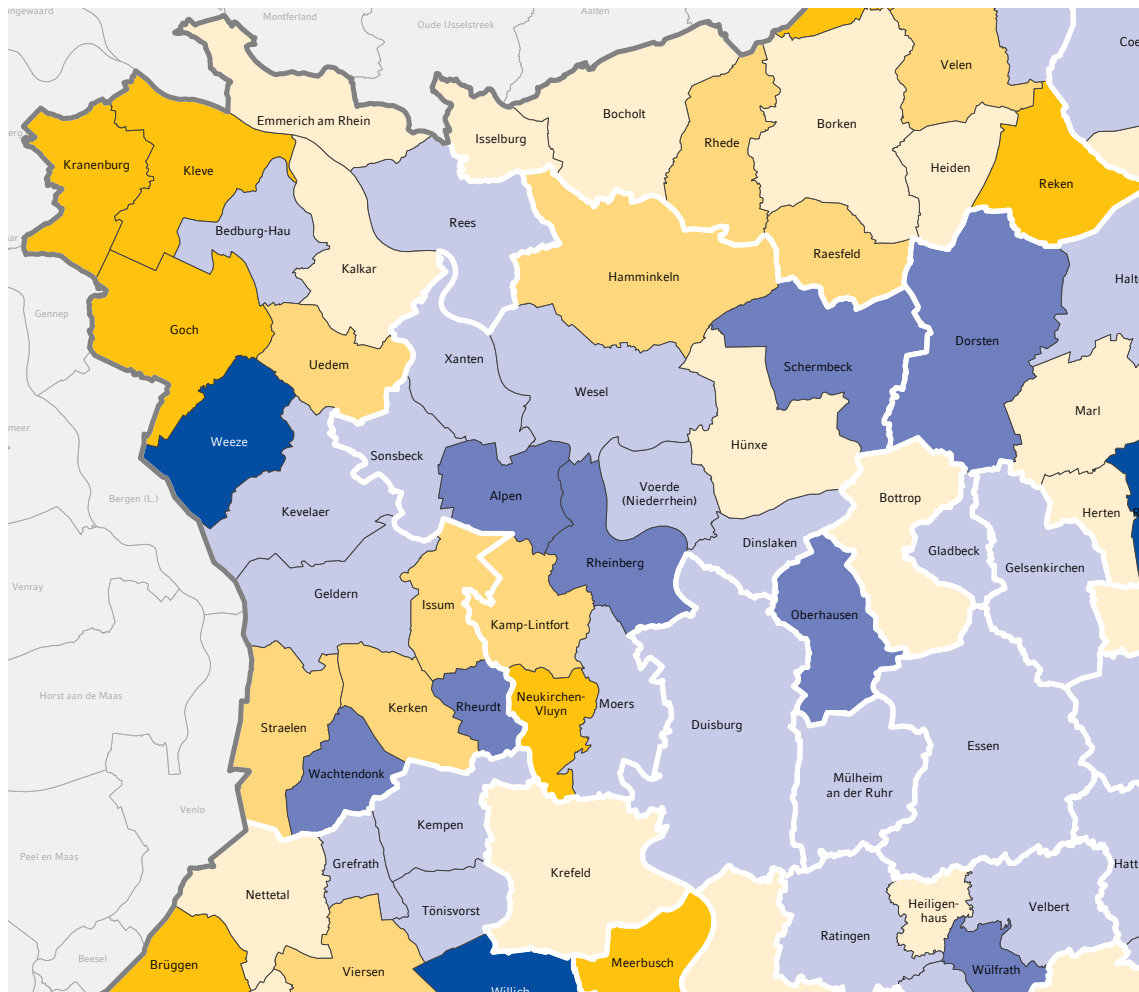 ngewaard
Montferland
Oude IJsselstreek
Aalten
Coe
Velen
Bocholt
Emmerich am Rhein
Borken
erg
Isselburg
Rhede
Kranenburg
Kleve
Heiden
Reken
Rees
Bedburg-Hau
Raesfeld
Kalkar
Hamminkeln
Halte
Gennep
Goch
Dorsten
Xanten
Uedem
Schermbeck
Wesel
Marl
meer
Weeze
Hünxe
Sonsbeck
Voerde
(Niederrhein)
Alpen
Bergen (L.)
Bottrop
Kevelaer
Herten
Dinslaken
Gladbeck
Rheinberg
Gelsenkirchen
Venray
Geldern
Issum
Oberhausen
Kamp-Lintfort
Horst aan de Maas
Neukirchen-
Vluyn
Moers
Kerken
Rheurdt
Straelen
Duisburg
Essen
Wachtendonk
Mülheim
an der Ruhr
Venlo
Kempen
Peel en Maas
Grefrath
Hatt
Krefeld
Nettetal
Heiligen-
haus
Velbert
Tönisvorst
Ratingen
Beesel
Brüggen
Meerbusch
Viersen
Wülfrath
Willich